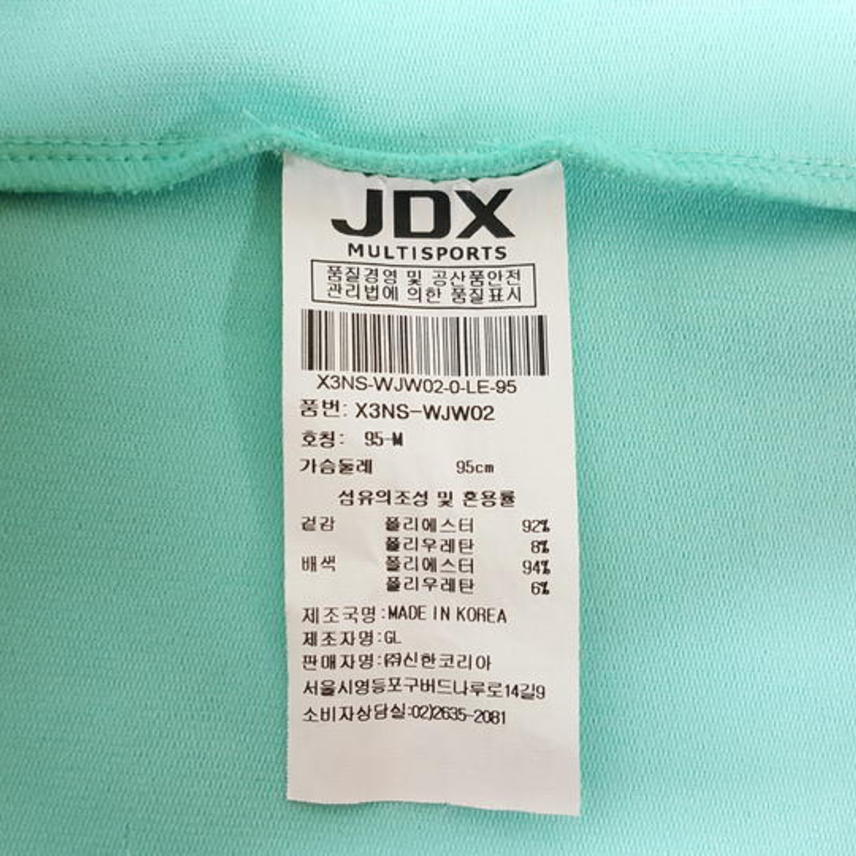 JDX
MULTISPORTS
품질경영 및 공산품안전
관리법에 의한 품질표시
X3NS-WJW02-0-LE-95
품번: X3NS-WJW02
호칭: 95-M
가슴둘레 95cm
섬유의조성 및 혼용률
겉감 폴리에스터 92%
폴리우레탄 8%
배색 폴리에스터 94%
폴리우레탄 6%
제조국명:MADE IN KOREA
제조자명:GL
판매자명:㈜신한코리아
서울시영등포구버드나루로14길9
소비자상담실:02)2635-2081